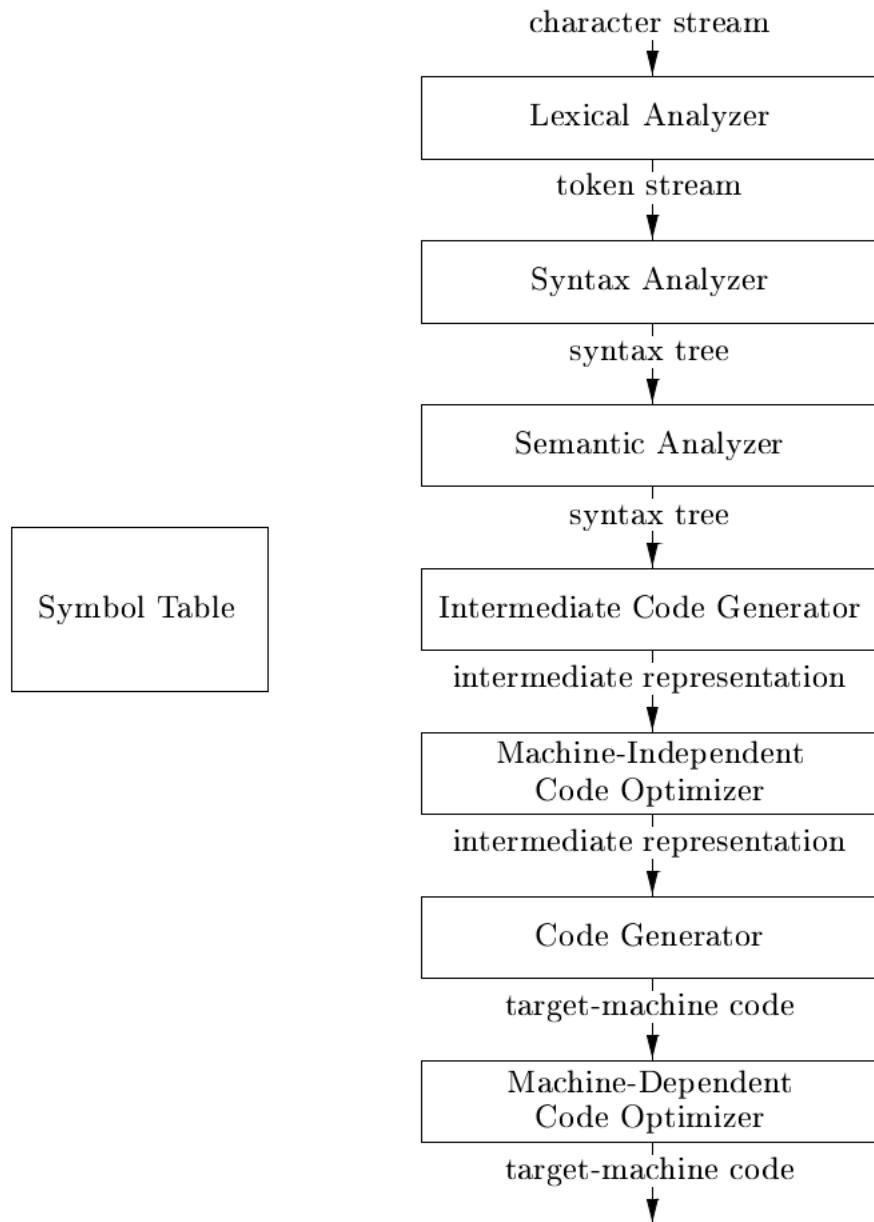 character stream
Lexical Analyzer
token stream
Syntax Analyzer
syntax tree
Semantic Analyzer
syntax tree
Symbol Table
Intermediate Code Generator
intermediate representation
Machine-Independent
Code Optimizer
intermediate representation
Code Generator
target-machine code
Machine-Dependent
Code Optimizer
target-machine code